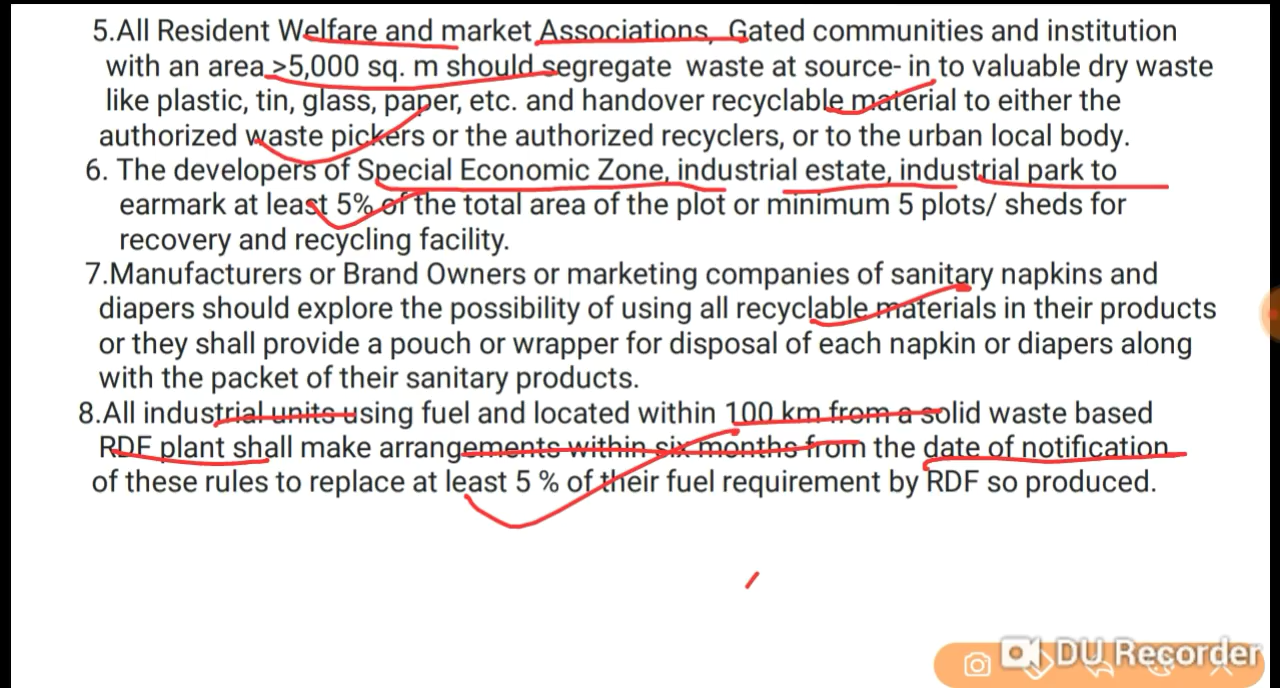 5.All Resident Welfare and market Associations, Gated communities and institution
with an area >5,000 sq. m should segregate waste at source- in to valuable dry waste
like plastic, tin, glass, paper, etc. and handover recyclable material to either the
authorized waste pickers or the authorized recyclers, or to the urban local body.
6. The developers of Special Economic Zone, industrial estate, industrial park to
earmark at least 5% of the total area of the plot or minimum 5 plots/ sheds for
recovery and recycling facility.
7.Manufacturers or Brand Owners or marketing companies of sanitary napkins and
diapers should explore the possibility of using all recyclable materials in their products
or they shall provide a pouch or wrapper for disposal of each napkin or diapers along
with the packet of their sanitary products.
8.All industrial units using fuel and located within 100 km from a solid waste based
RDF plant shall make arrangements within six months from the date of notification
of these rules to replace at least 5 % of their fuel requirement by RDF so produced.
DU Recorder